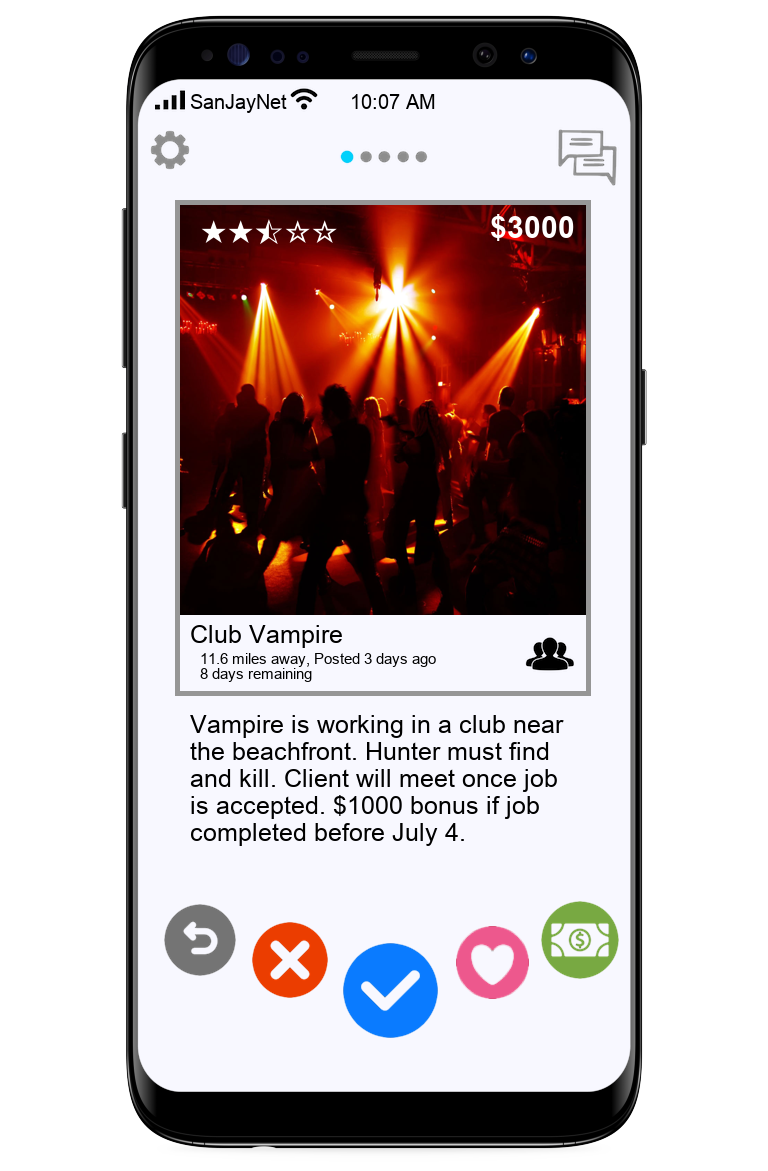 SanJayNet 10:07 AM
$3000
Club Vampire
11.6 miles away, Posted 3 days ago
8 days remaining
Vampire is working in a club near
the beachfront. Hunter must find
and kill. Client will meet once job
is accepted. $1000 bonus if job
completed before July 4.
$